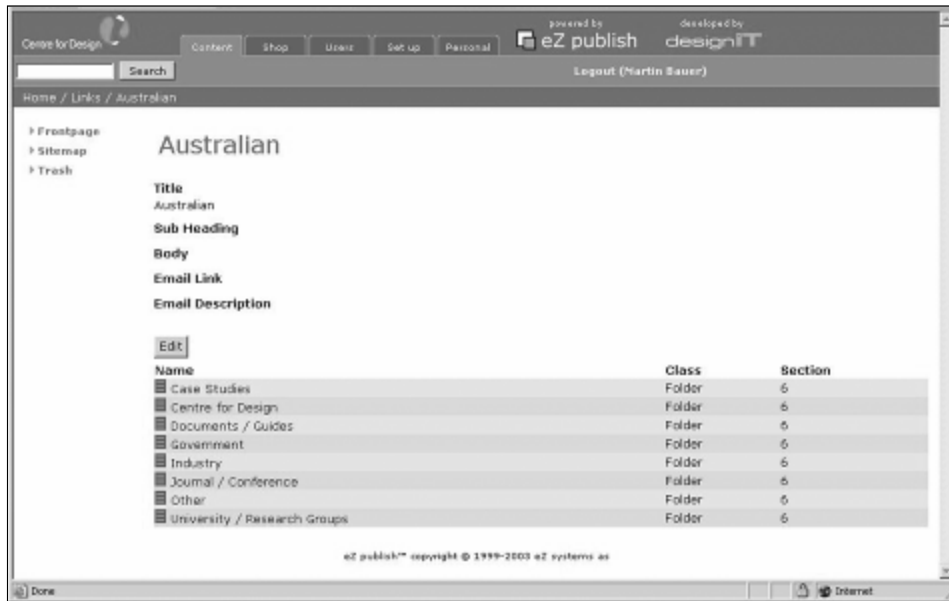 powered by developed by
Centre for Design Content Shop Users Set up Personal eZ publish designIT
Search Logout (Martin Bauer)
Home / Links / Australian
Frontpage
Sitemap
Trash
Australian
Title
Australian
Sub Heading
Body
Email Link
Email Description
Edit
Name Class Section
Case Studies Folder 6
Centre for Design Folder 6
Documents / Guides Folder 6
Government Folder 6
Industry Folder 6
Journal / Conference Folder 6
Other Folder 6
University / Research Groups Folder 6
eZ publish™ copyright © 1999-2003 eZ systems as
Done Internet